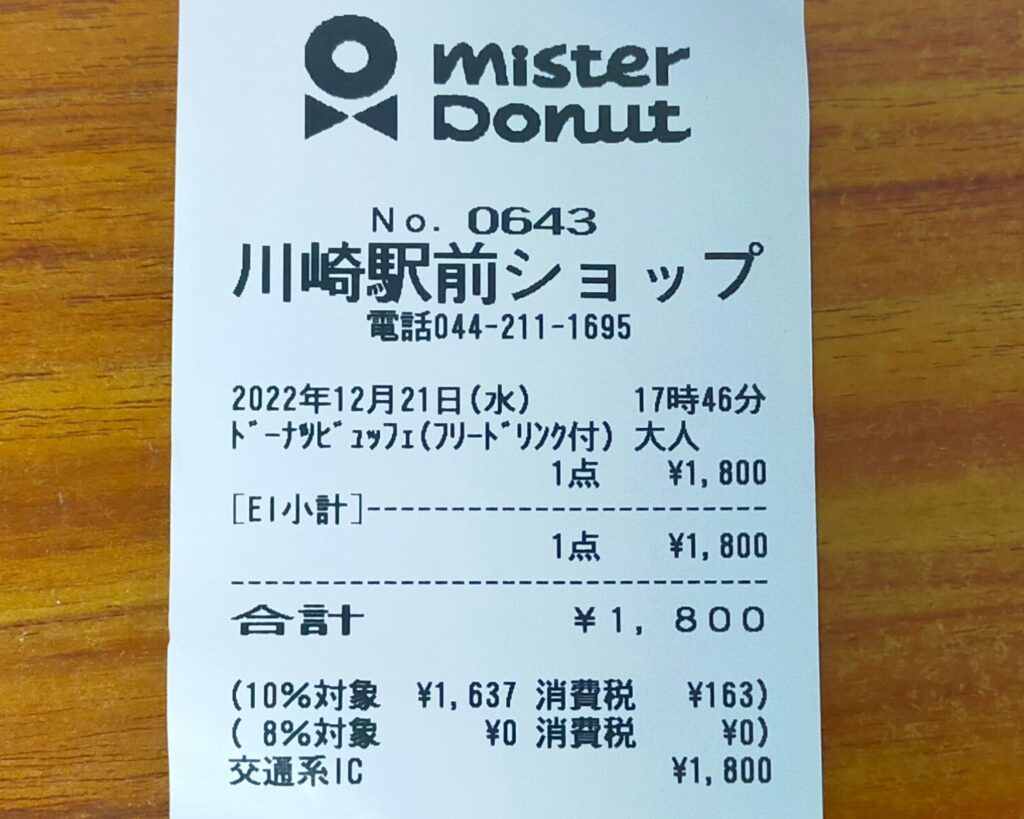 mister
Donut
No. 0643
川崎駅前ショップ
電話044-211-1695
2022年12月21日(水) 17時46分
ﾄﾞｰﾅﾂﾋﾞｭｯﾌｪ(ﾌﾘｰﾄﾞﾘﾝｸ付) 大人
1点 ¥1,800
[EI小計]------------------------
1点 ¥1,800
--------------------------------
合計 ¥1,800
(10%対象 ¥1,637 消費税 ¥163)
( 8%対象 ¥0 消費税 ¥0)
交通系IC ¥1,800